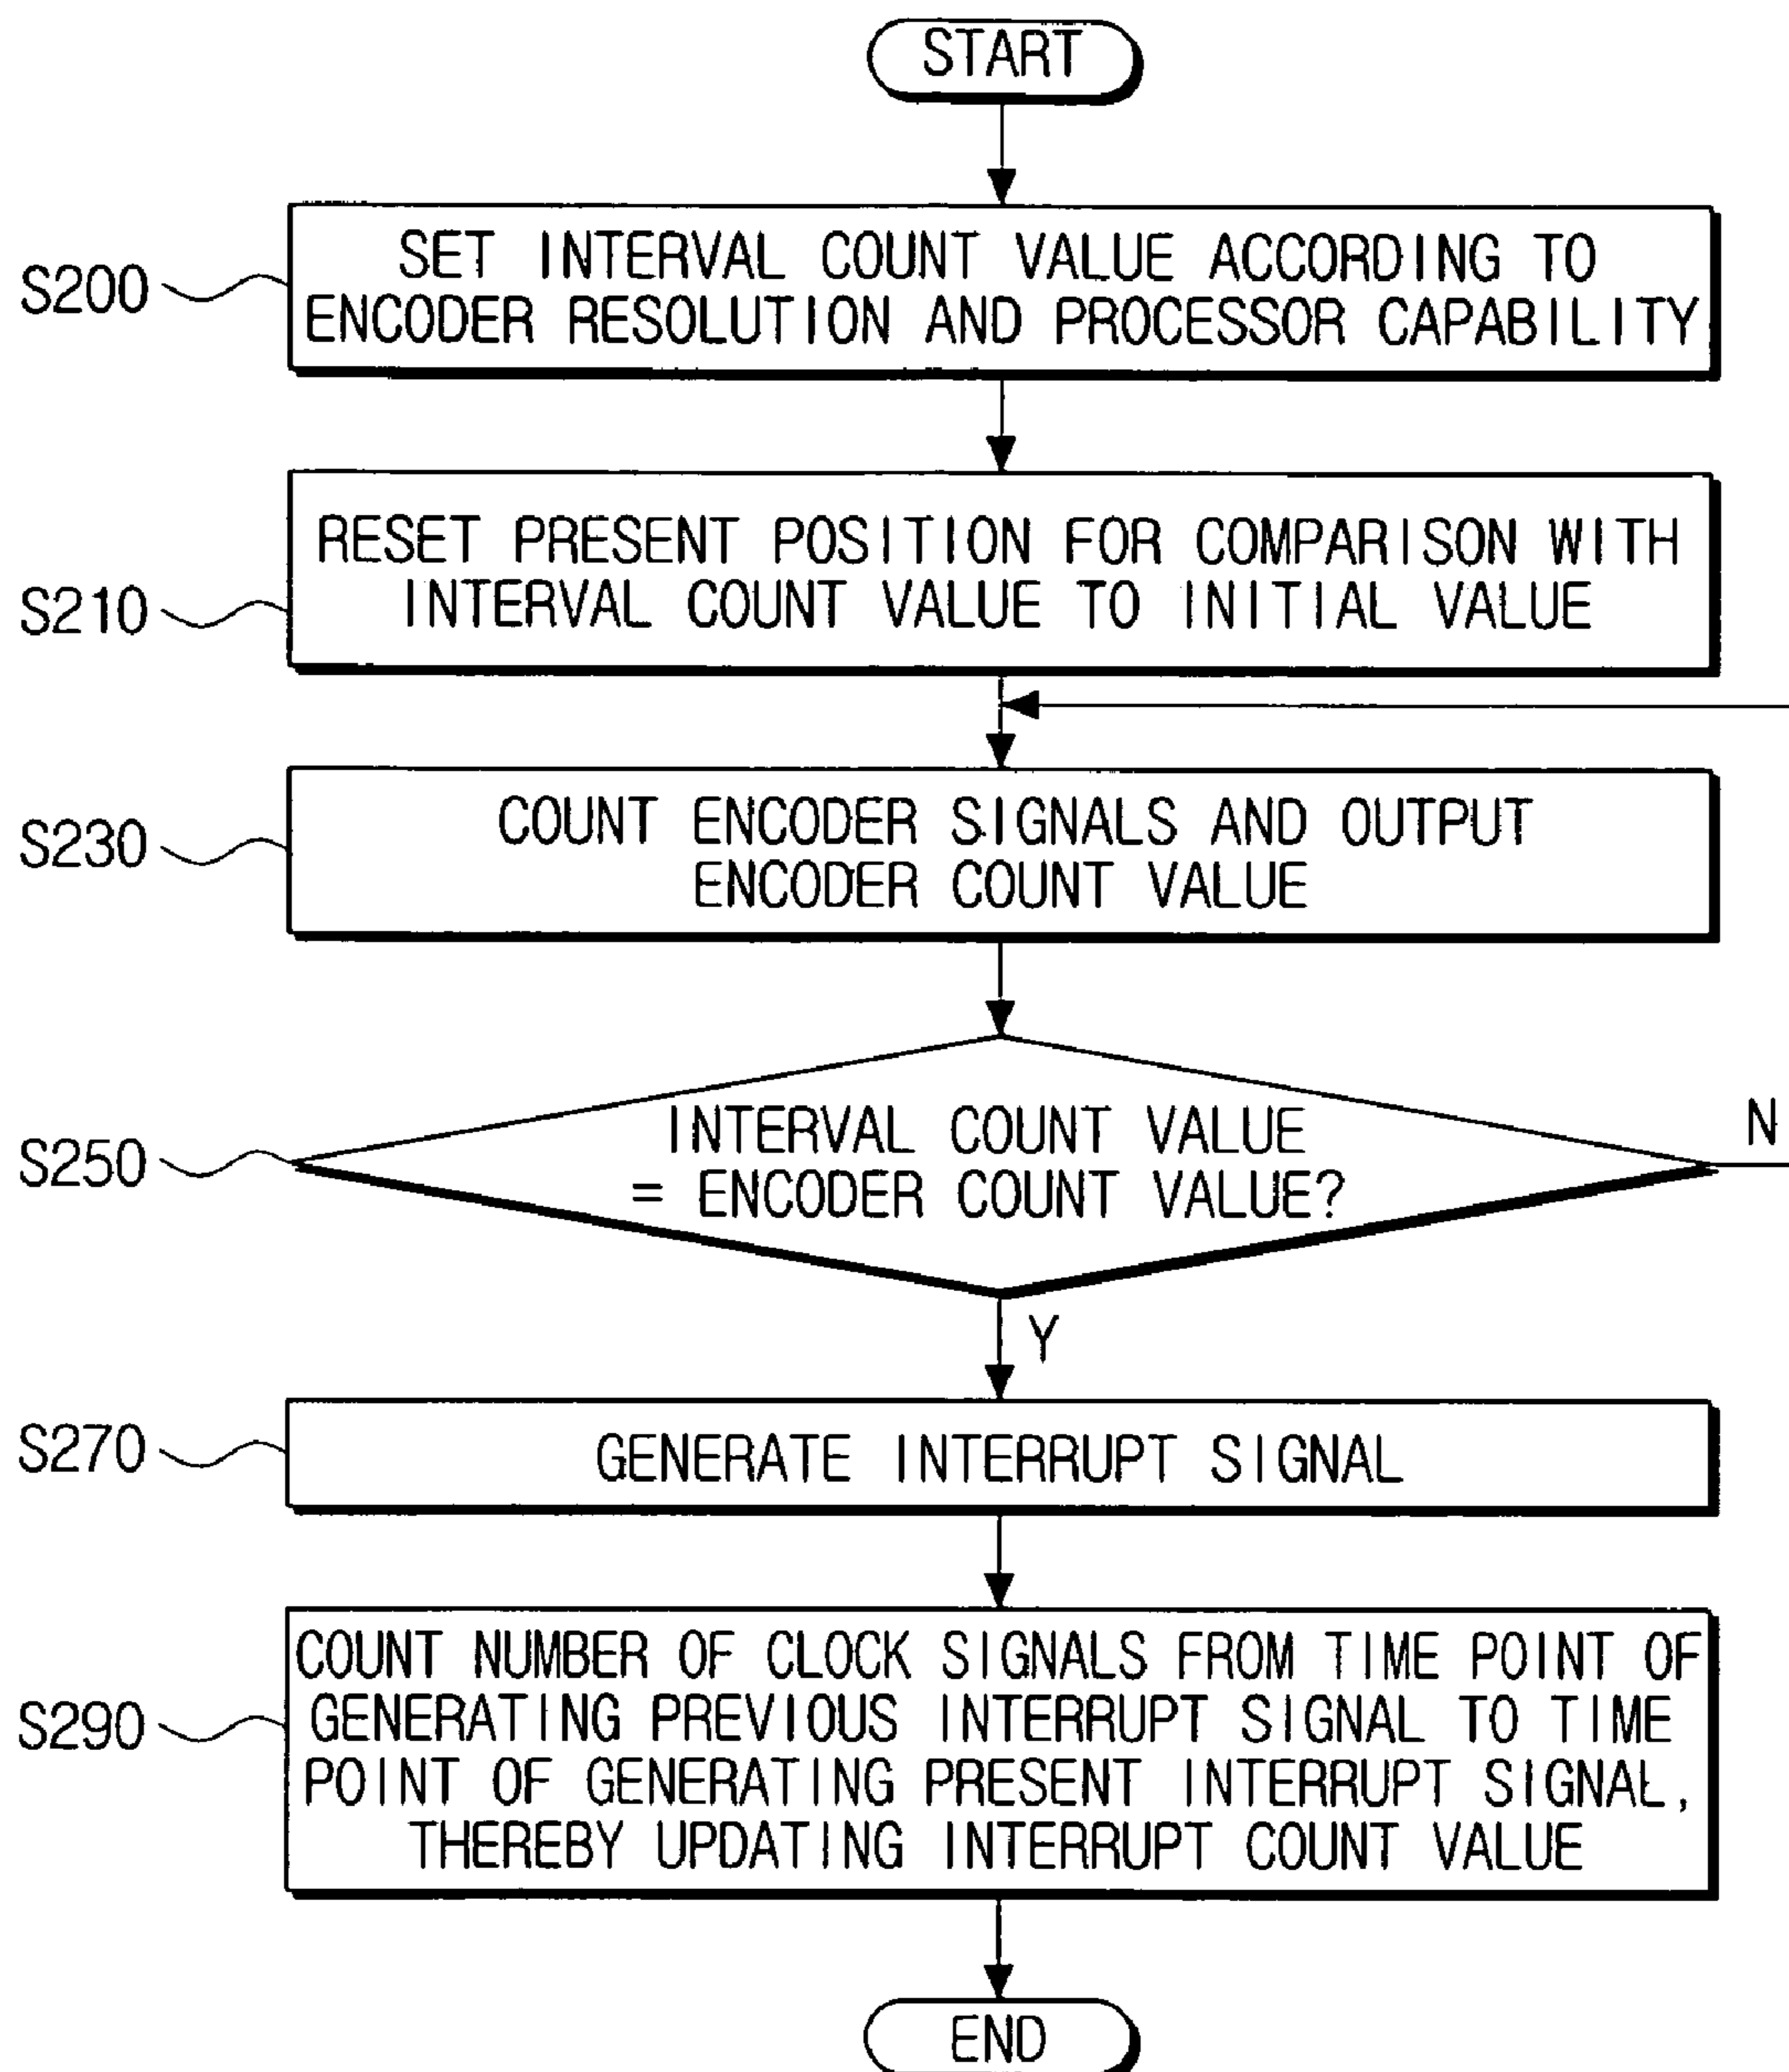 START
S200
SET INTERVAL COUNT VALUE ACCORDING TO
ENCODER RESOLUTION AND PROCESSOR CAPABILITY
S210
RESET PRESENT POSITION FOR COMPARISON WITH
INTERVAL COUNT VALUE TO INITIAL VALUE
S230
COUNT ENCODER SIGNALS AND OUTPUT
ENCODER COUNT VALUE
S250
INTERVAL COUNT VALUE
= ENCODER COUNT VALUE?
N
Y
S270
GENERATE INTERRUPT SIGNAL
S290
COUNT NUMBER OF CLOCK SIGNALS FROM TIME POINT OF
GENERATING PREVIOUS INTERRUPT SIGNAL TO TIME
POINT OF GENERATING PRESENT INTERRUPT SIGNAL,
THEREBY UPDATING INTERRUPT COUNT VALUE
END